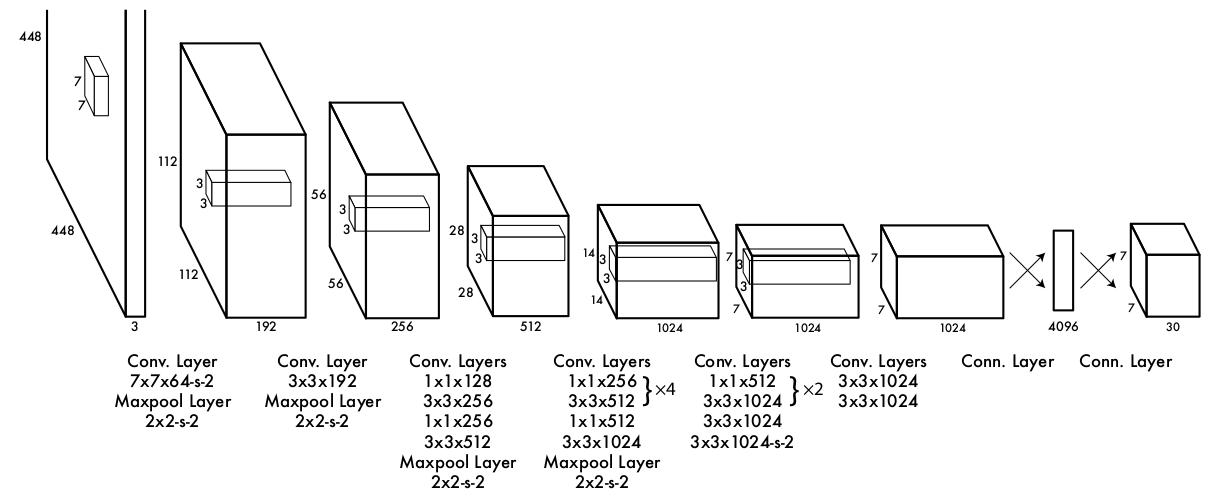 448
7
7
448
3
112
3
3
112
192
56
3
3
56
256
28
3
3
28
512
14
3
3
14
1024
7
3
3
7
1024
7
7
1024
4096
7
7
30
Conv. Layer
7x7x64-s-2
Maxpool Layer
2x2-s-2
Conv. Layer
3x3x192
Maxpool Layer
2x2-s-2
Conv. Layers
1x1x128
3x3x256
1x1x256
3x3x512
Maxpool Layer
2x2-s-2
Conv. Layers
1x1x256
3x3x512
}×4
1x1x512
3x3x1024
Maxpool Layer
2x2-s-2
Conv. Layers
1x1x512
3x3x1024
}×2
3x3x1024
3x3x1024-s-2
Conv. Layers
3x3x1024
3x3x1024
Conn. Layer
Conn. Layer